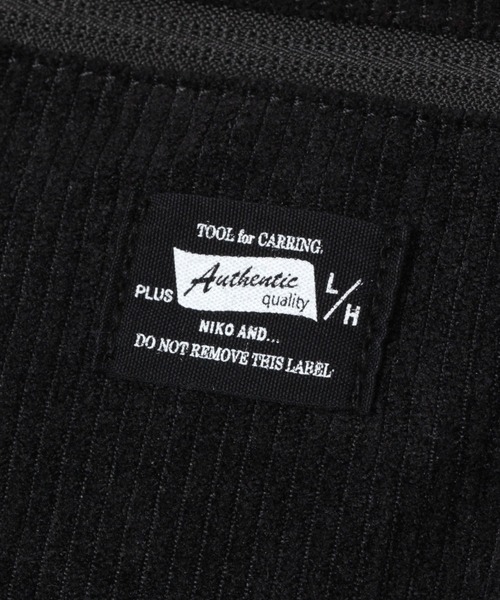 TOOL for CARRING.
PLUS Authentic quality L/H
NIKO AND...
DO NOT REMOVE THIS LABEL